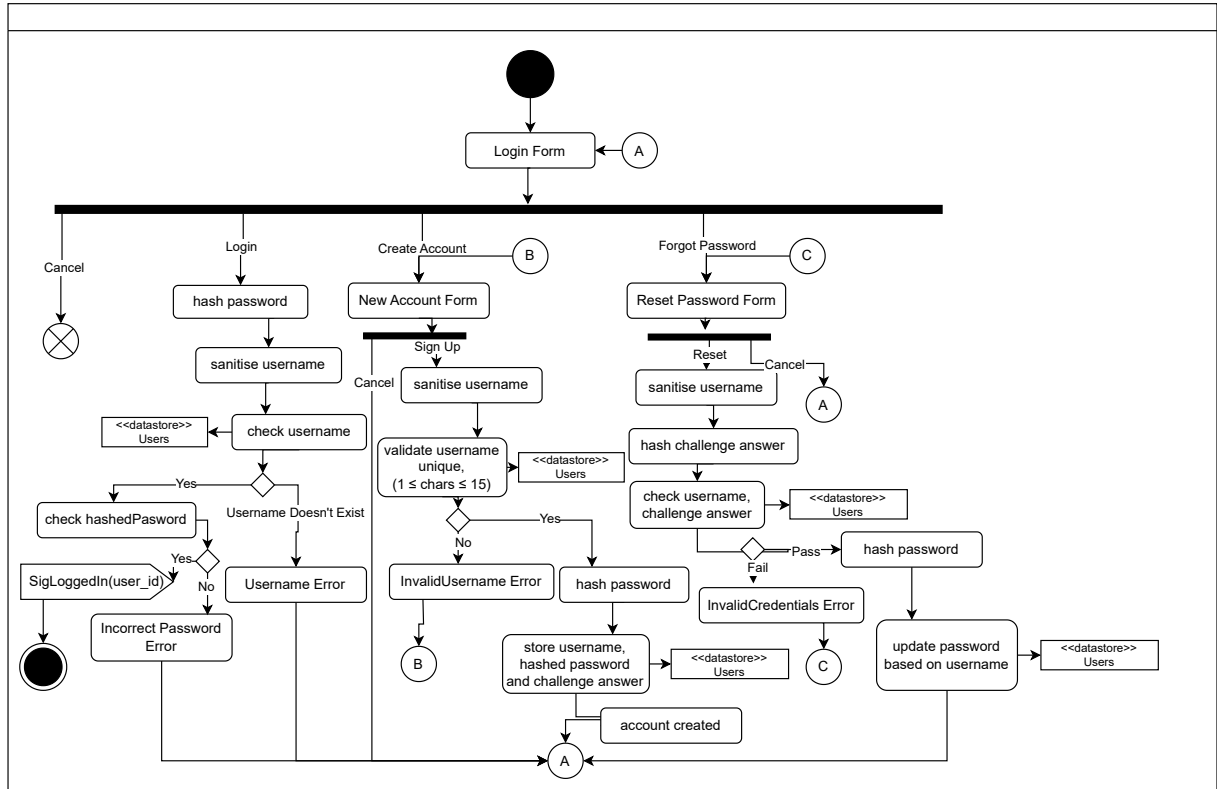 Login Form
A
Cancel
Login
Create Account
B
Forgot Password
C
hash password
New Account Form
Reset Password Form
Sign Up
Reset
Cancel
Cancel
sanitise username
sanitise username
sanitise username
A
<<datastore>>
Users
check username
validate username
unique,
(1 ≤ chars ≤ 15)
<<datastore>>
Users
hash challenge answer
Yes
Username Doesn't Exist
check username,
challenge answer
<<datastore>>
Users
check hashedPasword
Yes
No
Yes
No
Pass
Fail
hash password
SigLoggedIn(user_id)
Username Error
InvalidUsername Error
hash password
InvalidCredentials Error
Incorrect Password
Error
B
store username,
hashed password
and challenge answer
<<datastore>>
Users
C
update password
based on username
<<datastore>>
Users
account created
A